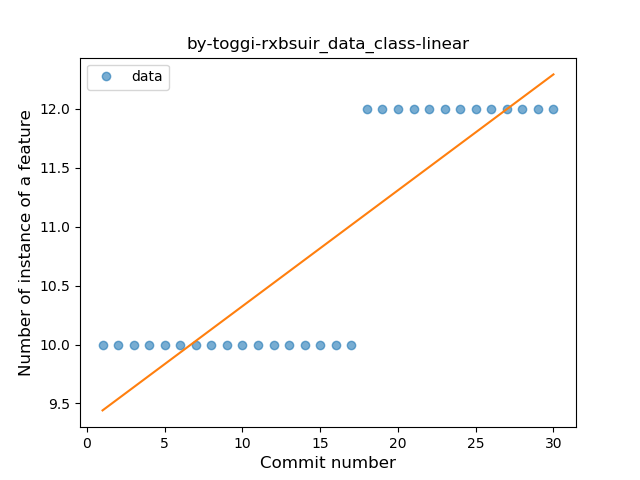 by-toggi-rxbsuir_data_class-linear
data
Number of instance of a feature
12.0
11.5
11.0
10.5
10.0
9.5
0 5 10 15 20 25 30
Commit number